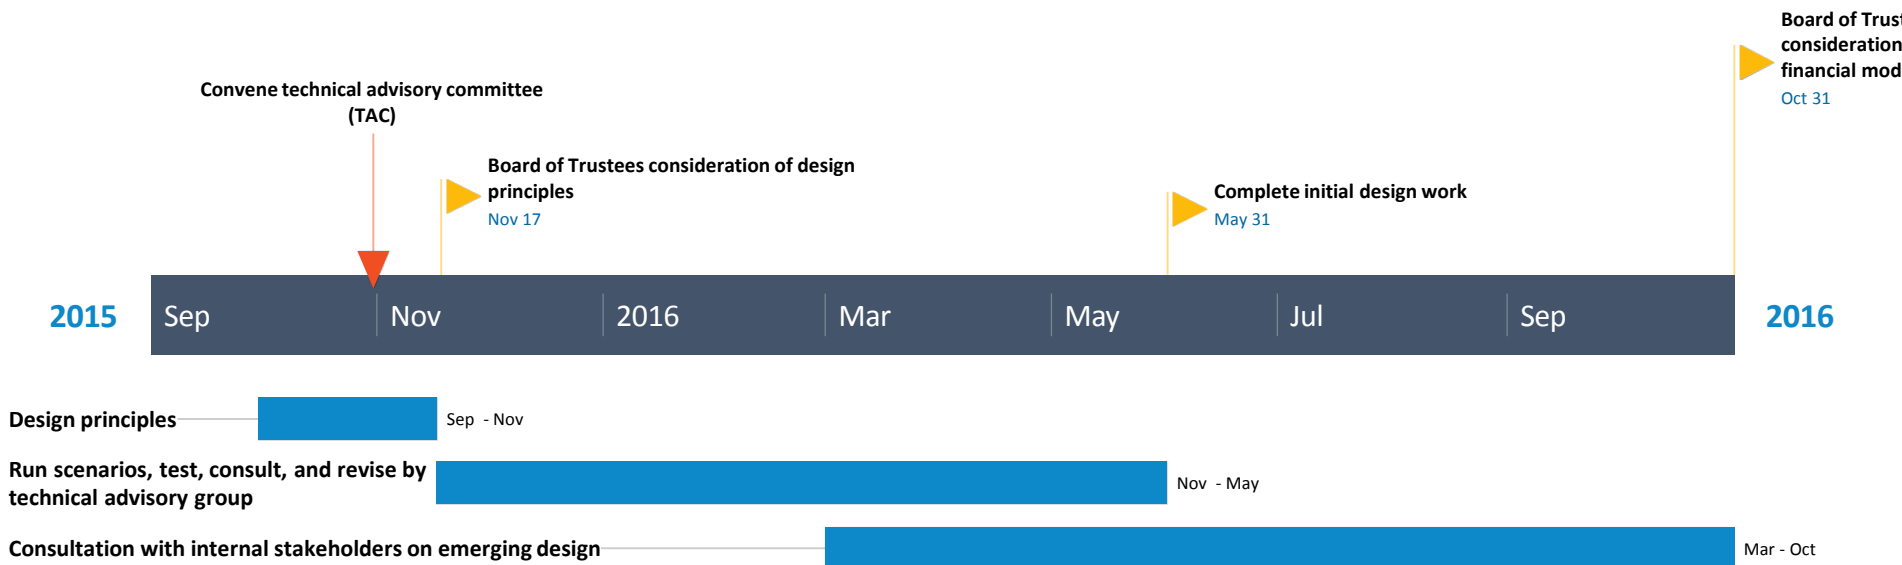 Board of
consideration
financial
Oct 31
Convene technical advisory committee
(TAC)
Board of Trustees consideration of design
principles
Nov 17
Complete initial design work
May 31
2015
Sep
Nov
2016
Mar
May
Jul
Sep
2016
Design principles
Sep - Nov
Run scenarios, test, consult, and revise by
technical advisory group
Nov - May
Consultation with internal stakeholders on emerging design
Mar - Oct